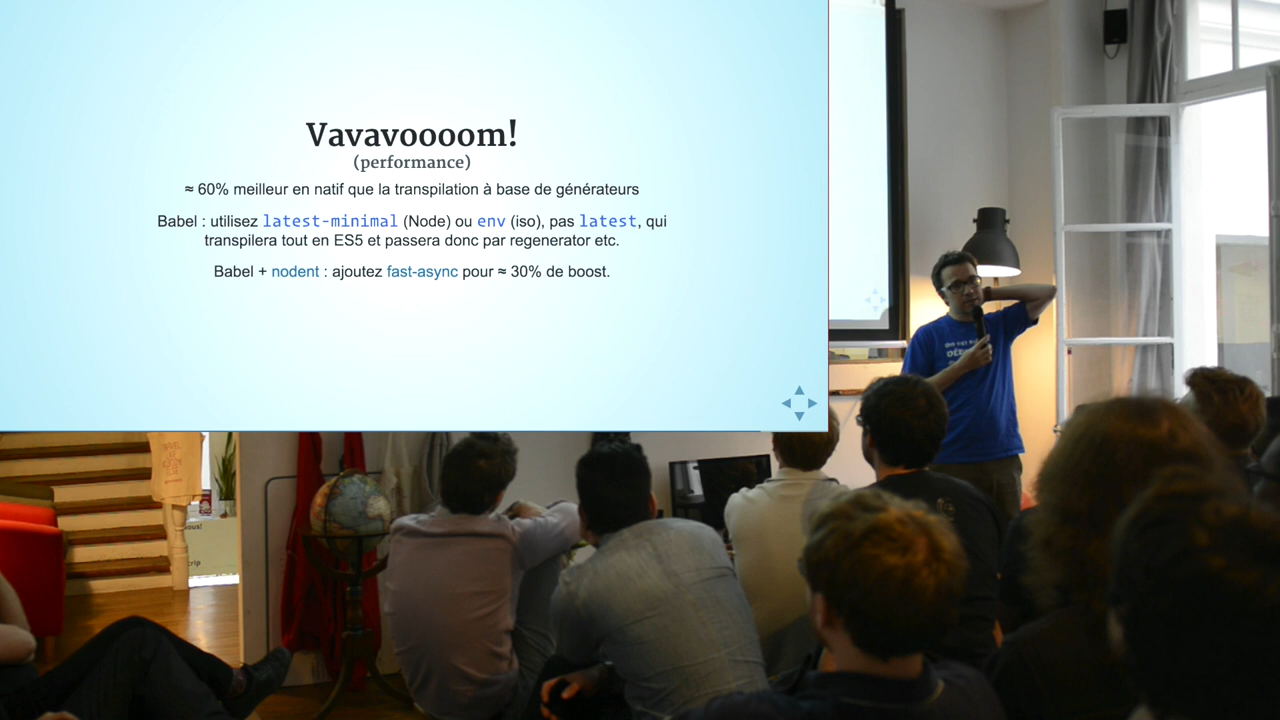 Vavavoooom!
(performance)
≈ 60% meilleur en natif que la transpilation à base de générateurs
Babel : utilisez latest-minimal (Node) ou env (iso), pas latest, qui
transpilera tout en ES5 et passera donc par regenerator etc.
Babel + nodent : ajoutez fast-async pour ≈ 30% de boost.